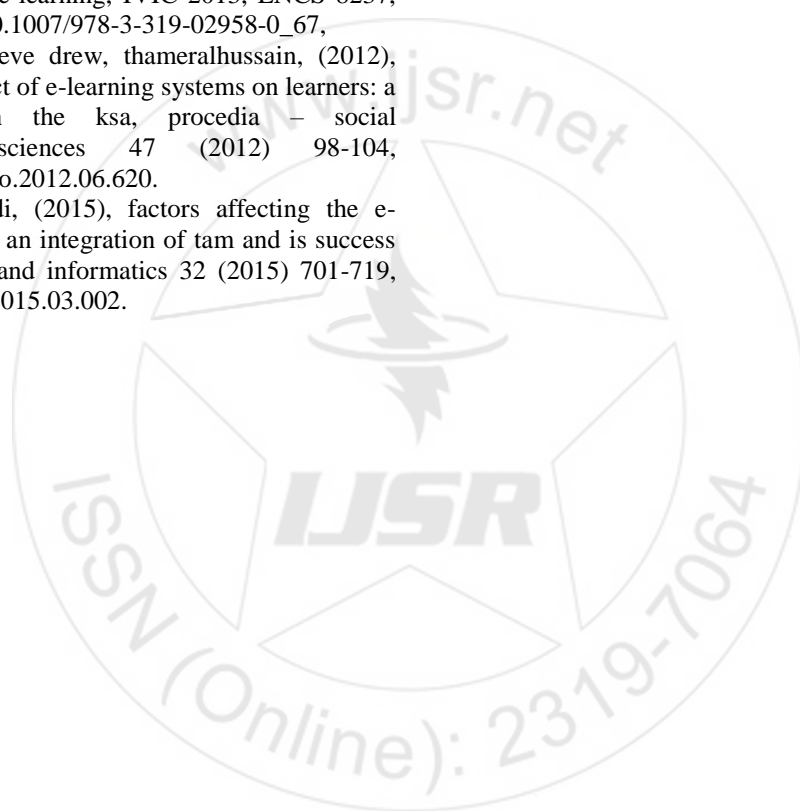 e-learning, IVIC 2013, LNCS 8237,
0.1007/978-3-319-02958-0_67,
eve drew, thameralhussain, (2012),
ct of e-learning systems on learners: a
the ksa, procedia – social
sciences 47 (2012) 98-104,
o.2012.06.620.
di, (2015), factors affecting the e-
an integration of tam and is success
and informatics 32 (2015) 701-719,
015.03.002.
www.ijsr.net
IJSR
ISSN (Online): 2319-7064